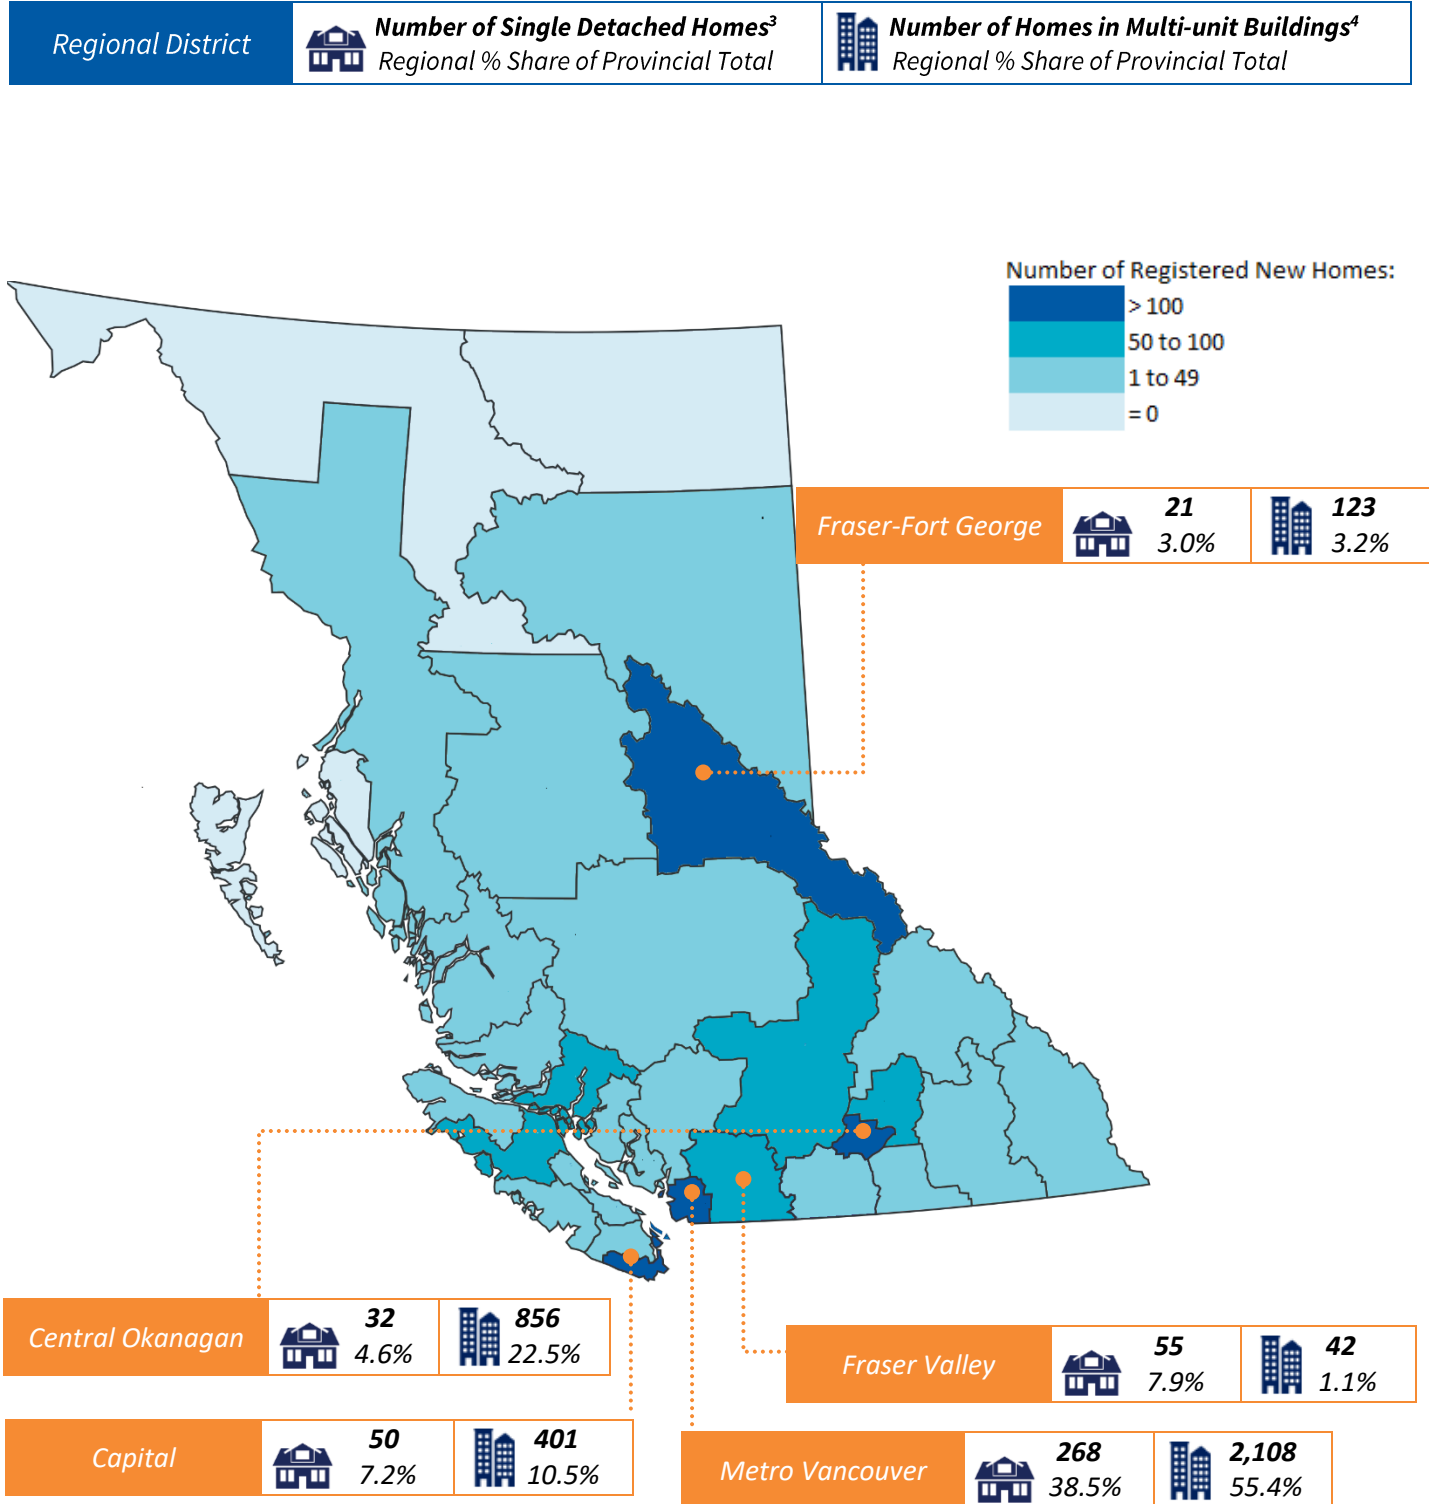 Regional District
Number of Single Detached Homes³
Regional % Share of Provincial Total
Number of Homes in Multi-unit Buildings⁴
Regional % Share of Provincial Total
Number of Registered New Homes:
> 100
50 to 100
1 to 49
= 0
Fraser-Fort George
21
3.0%
123
3.2%
Central Okanagan
32
4.6%
856
22.5%
Fraser Valley
55
7.9%
42
1.1%
Capital
50
7.2%
401
10.5%
Metro Vancouver
268
38.5%
2,108
55.4%